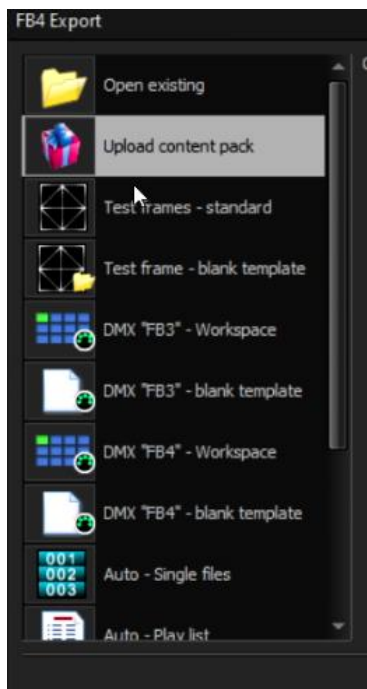 FB4 Export
Open existing
Upload content pack
Test frames - standard
Test frame - blank template
DMX "FB3" - Workspace
DMX "FB3" - blank template
DMX "FB4" - Workspace
DMX "FB4" - blank template
001
002
003
Auto - Single files
Auto - Play list